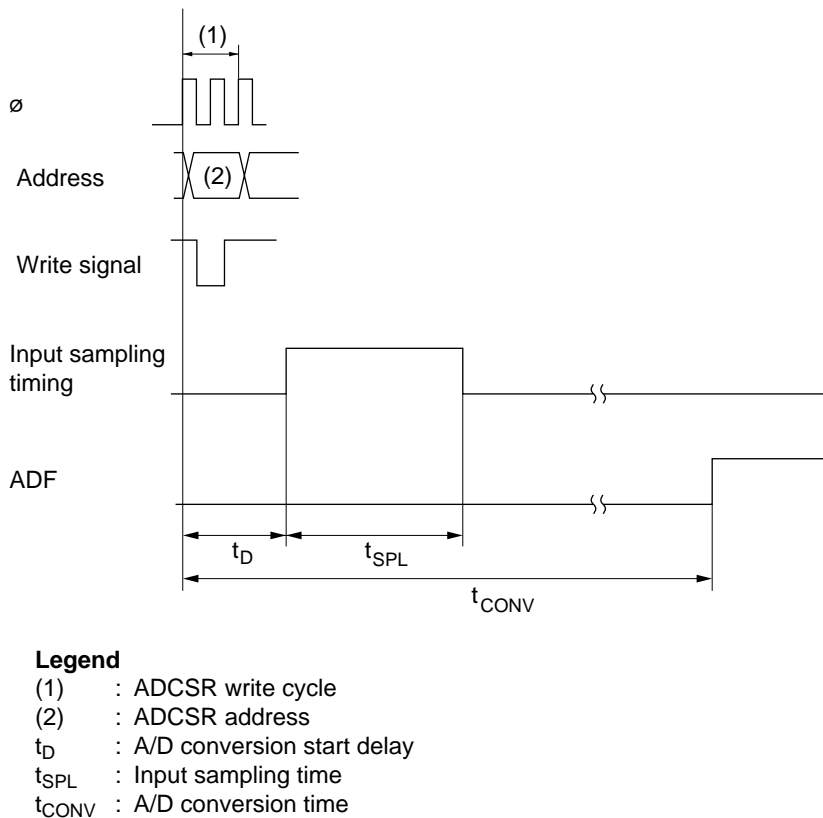 (1)
ø
Address
(2)
Write signal
Input sampling
timing
ADF
tD
tSPL
tCONV
Legend
(1) : ADCSR write cycle
(2) : ADCSR address
tD : A/D conversion start delay
tSPL : Input sampling time
tCONV : A/D conversion time